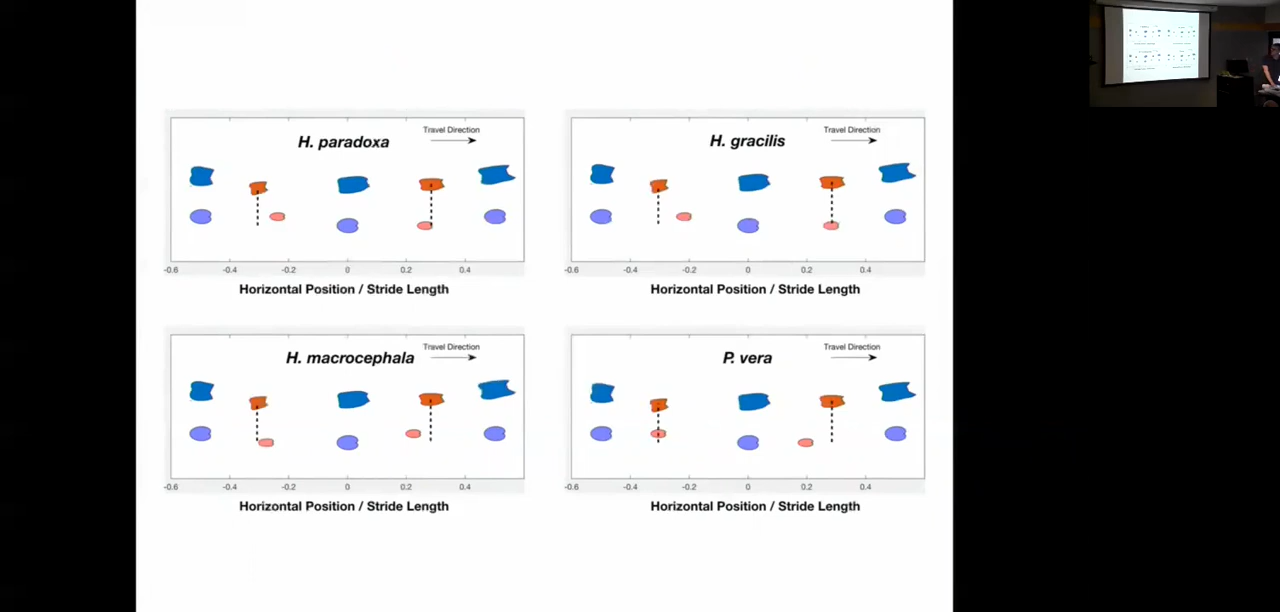 H. paradoxa
Travel Direction
-0.6 -0.4 -0.2 0 0.2 0.4
Horizontal Position / Stride Length
H. gracilis
Travel Direction
-0.6 -0.4 -0.2 0 0.2 0.4
Horizontal Position / Stride Length
H. macrocephala
Travel Direction
-0.6 -0.4 -0.2 0 0.2 0.4
Horizontal Position / Stride Length
P. vera
Travel Direction
-0.6 -0.4 -0.2 0 0.2 0.4
Horizontal Position / Stride Length